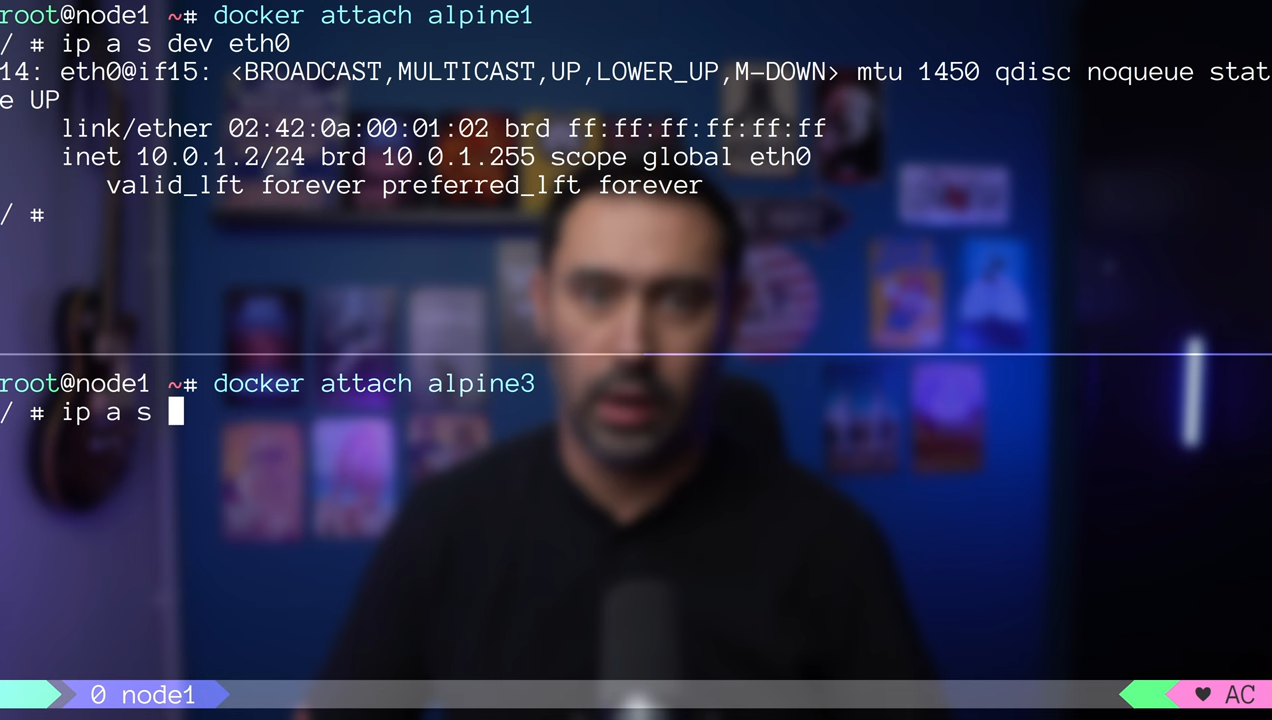 root@node1 ~# docker attach alpine1
/ # ip a s dev eth0
14: eth0@if15: <BROADCAST,MULTICAST,UP,LOWER_UP,M-DOWN> mtu 1450 qdisc noqueue stat
e UP
link/ether 02:42:0a:00:01:02 brd ff:ff:ff:ff:ff:ff
inet 10.0.1.2/24 brd 10.0.1.255 scope global eth0
valid_lft forever preferred_lft forever
/ #
root@node1 ~# docker attach alpine3
/ # ip a s
0 node1
♥ AC